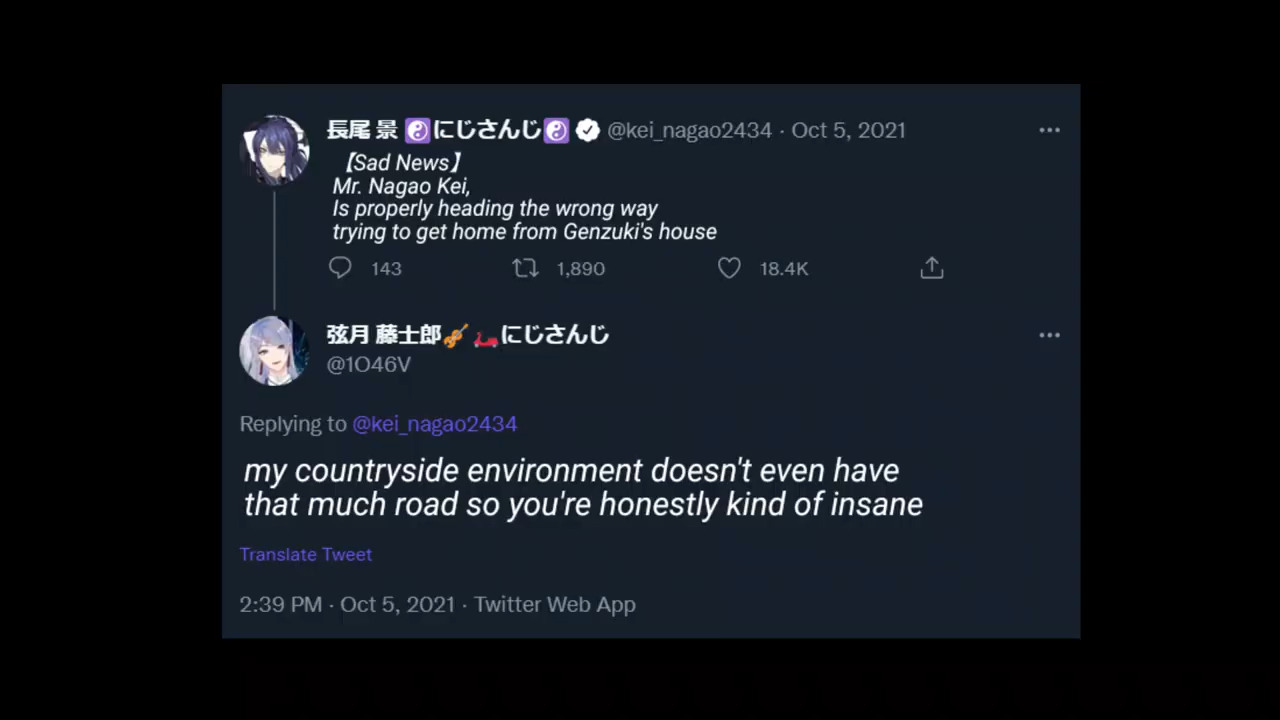 長尾 景 ☯️にじさんじ☯️ @kei_nagao2434 · Oct 5, 2021
【Sad News】
Mr. Nagao Kei,
Is properly heading the wrong way
trying to get home from Genzuki's house
143 1,890 18.4K
弦月 藤士郎🎻🛵にじさんじ
@1O46V
Replying to @kei_nagao2434
my countryside environment doesn't even have
that much road so you're honestly kind of insane
Translate Tweet
2:39 PM · Oct 5, 2021 · Twitter Web App